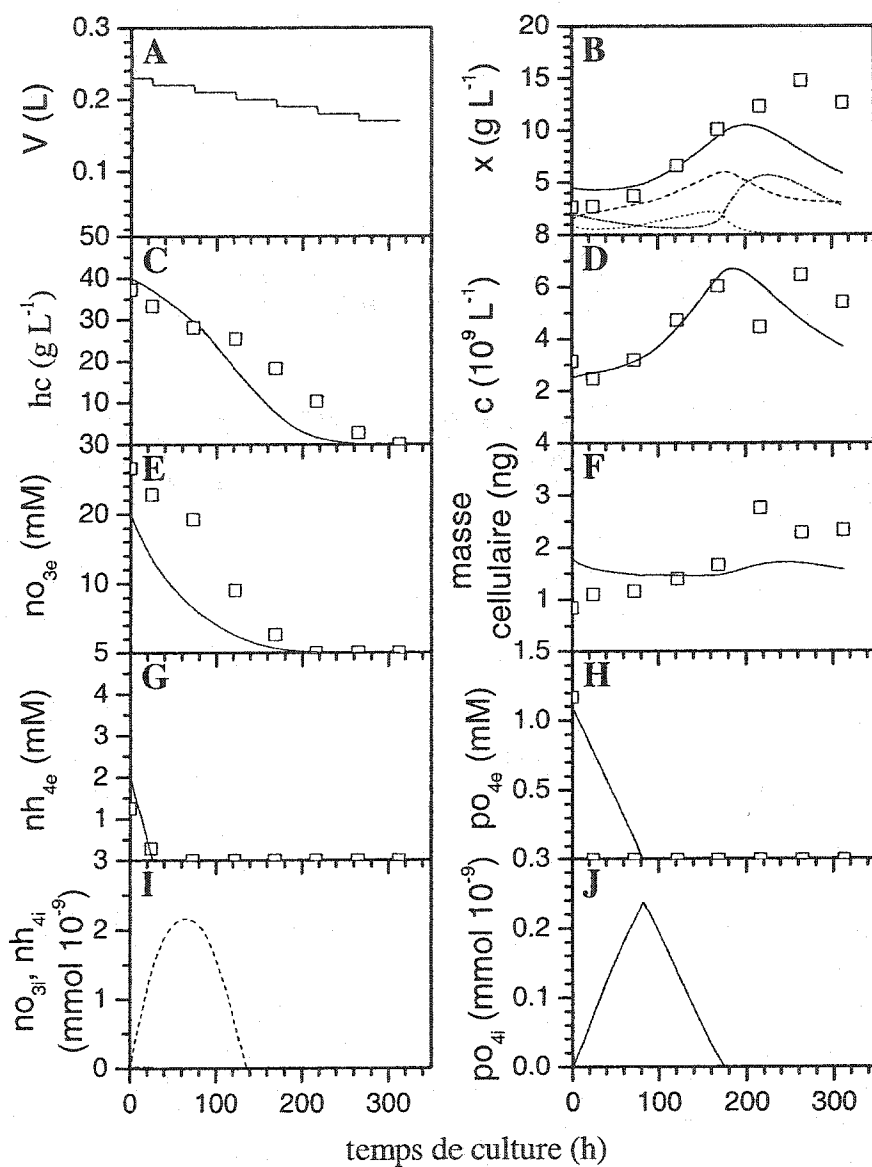 0.3
A
0.2
V (L)
0.1
50
20
B
15
x (g L⁻¹)
10
5
8
C
40
hc (g L⁻¹)
30
20
10
30
8
D
6
c (10⁹ L⁻¹)
4
2
4
E
20
no₃ₑ (mM)
10
5
F
3
masse
cellulaire (ng)
2
1
1.5
G
4
nh₄ₑ (mM)
2
1
3
H
1.0
po₄ₑ (mM)
0.5
0.3
I
no₃ᵢ, nh₄ᵢ
(mmol 10⁻⁹)
2
1
0
0 100 200 300
J
po₄ᵢ (mmol 10⁻⁹)
0.2
0.1
0.0
0 100 200 300
temps de culture (h)